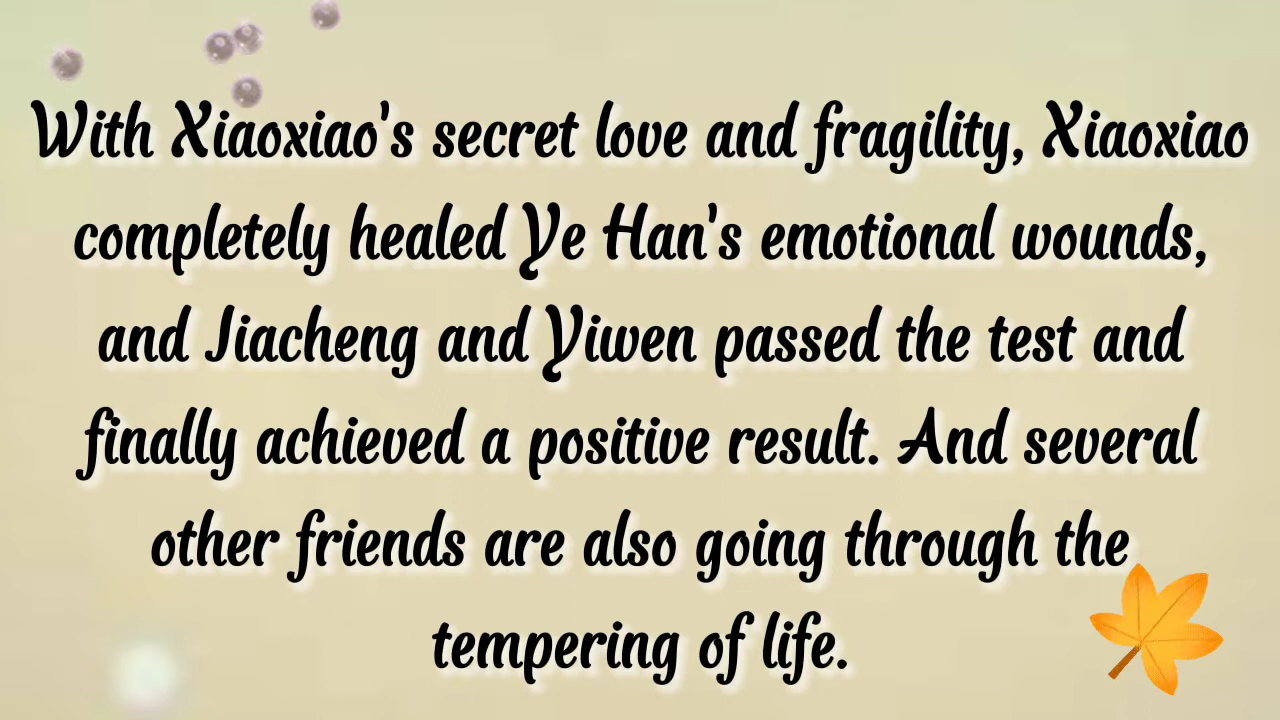 With Xiaoxiao's secret love and fragility, Xiaoxiao
completely healed Ye Han's emotional wounds,
and Jiacheng and Yiwen passed the test and
finally achieved a positive result. And several
other friends are also going through the
tempering of life.